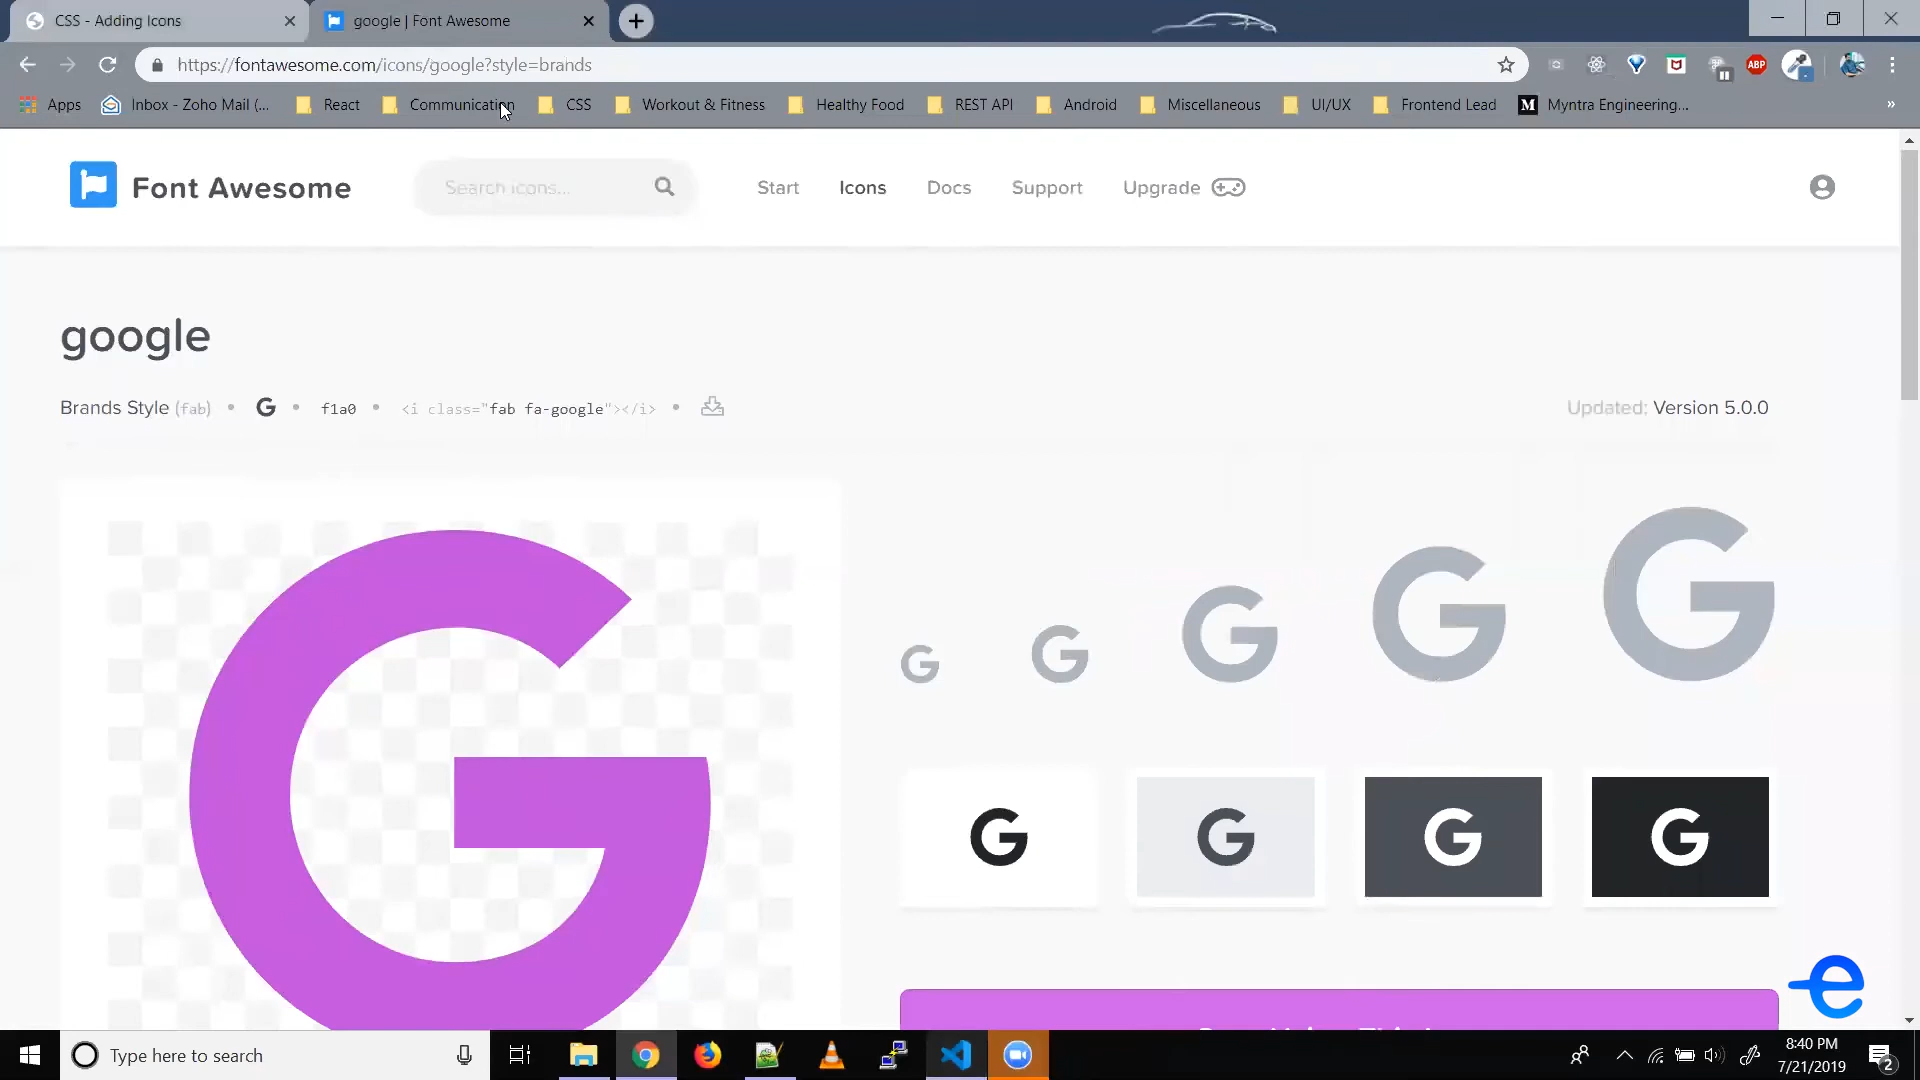 CSS - Adding Icons
google | Font Awesome
https://fontawesome.com/icons/google?style=brands
ABP
Apps
Inbox - Zoho Mail (...
React
Communication
CSS
Workout & Fitness
Healthy Food
REST API
Android
Miscellaneous
UI/UX
Frontend Lead
M Myntra Engineering...
»
Font Awesome
Search icons...
Start
Icons
Docs
Support
Upgrade
google
Brands Style (fab) • G • f1a0 • <i class="fab fa-google"></i> •
Updated: Version 5.0.0
Type here to search
8:40 PM
7/21/2019
2